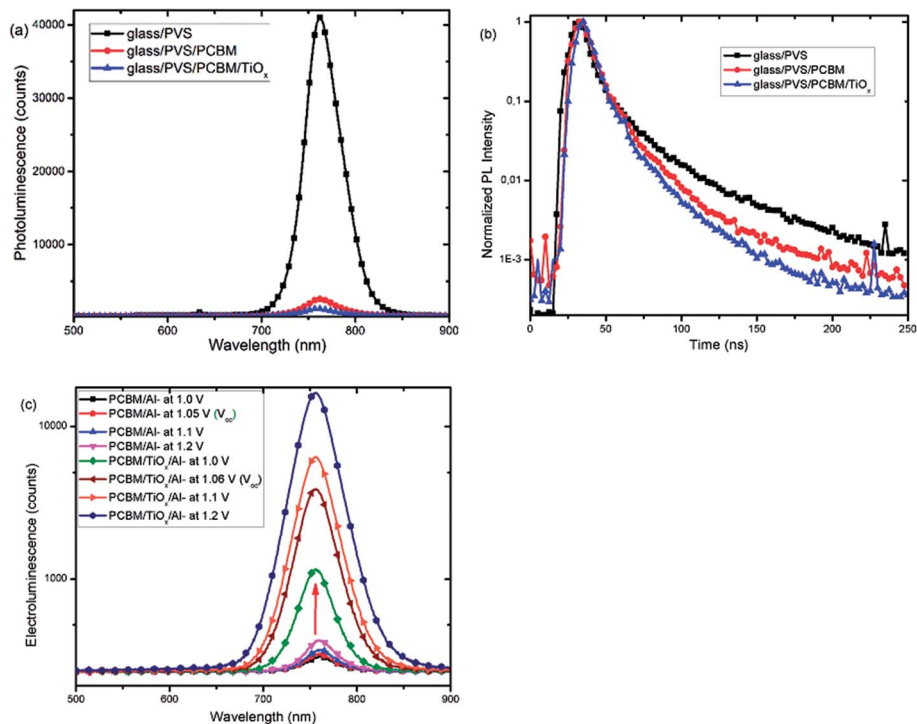 (a)
glass/PVS
glass/PVS/PCBM
glass/PVS/PCBM/TiOx
Photoluminescence (counts)
40000
30000
20000
10000
500 600 700 800 900
Wavelength (nm)
(b)
glass/PVS
glass/PVS/PCBM
glass/PVS/PCBM/TiOx
Normalized PL Intensity
1
0,1
0,01
1E-3
0 50 100 150 200 250
Time (ns)
(c)
PCBM/Al- at 1.0 V
PCBM/Al- at 1.05 V (Voc)
PCBM/Al- at 1.1 V
PCBM/Al- at 1.2 V
PCBM/TiOx/Al- at 1.0 V
PCBM/TiOx/Al- at 1.06 V (Voc)
PCBM/TiOx/Al- at 1.1 V
PCBM/TiOx/Al- at 1.2 V
Electroluminescence (counts)
10000
1000
500 600 700 800 900
Wavelength (nm)